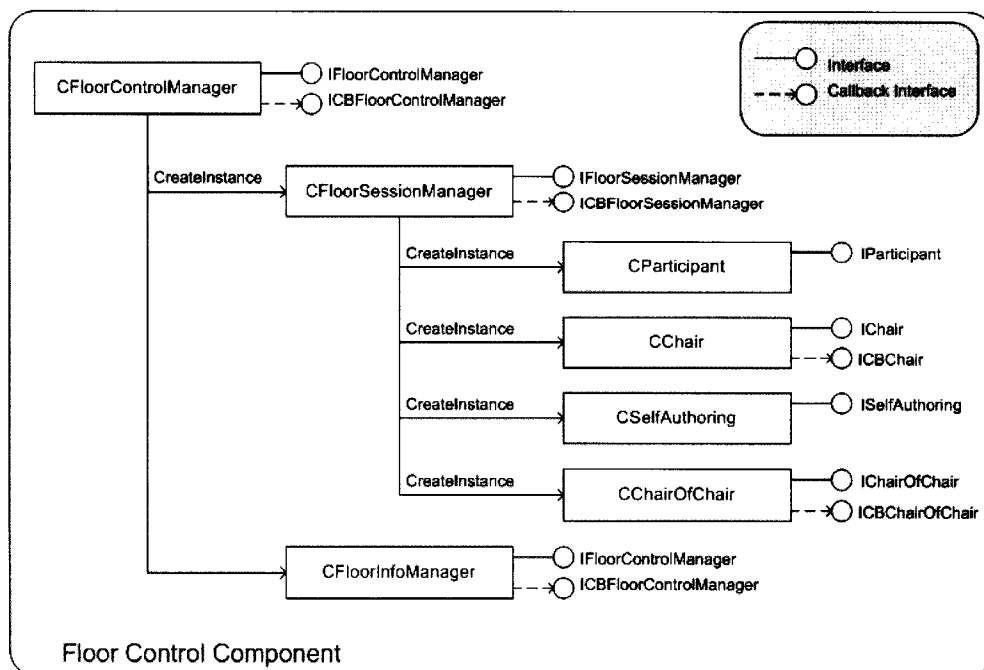 IFloorControlManager
CFloorControlManager
ICBFloorControlManager
Interface
Callback Interface
CreateInstance
CFloorSessionManager
IFloorSessionManager
ICBFloorSessionManager
CreateInstance
CParticipant
IParticipant
CreateInstance
CChair
IChair
ICBChair
CreateInstance
CSelfAuthoring
ISelfAuthoring
CreateInstance
CChairOfChair
IChairOfChair
ICBChairOfChair
CFloorInfoManager
IFloorControlManager
ICBFloorControlManager
Floor Control Component